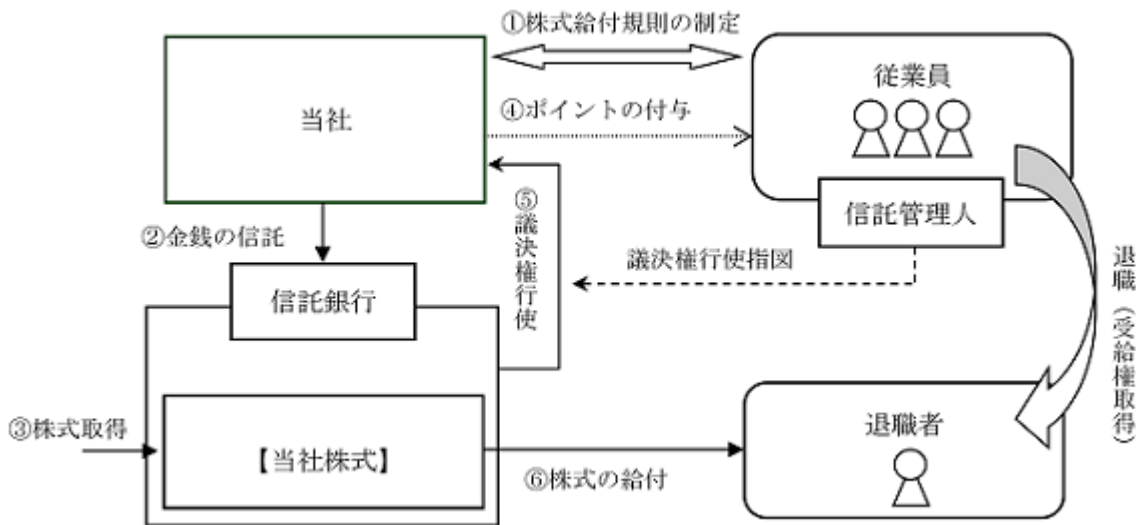 ①株式給付規則の制定
従業員
当社
④ポイントの付与
信託管理人
②金銭の信託
⑤議決権行使
議決権行使指図
退職（受給権取得）
信託銀行
③株式取得
【当社株式】
退職者
⑥株式の給付